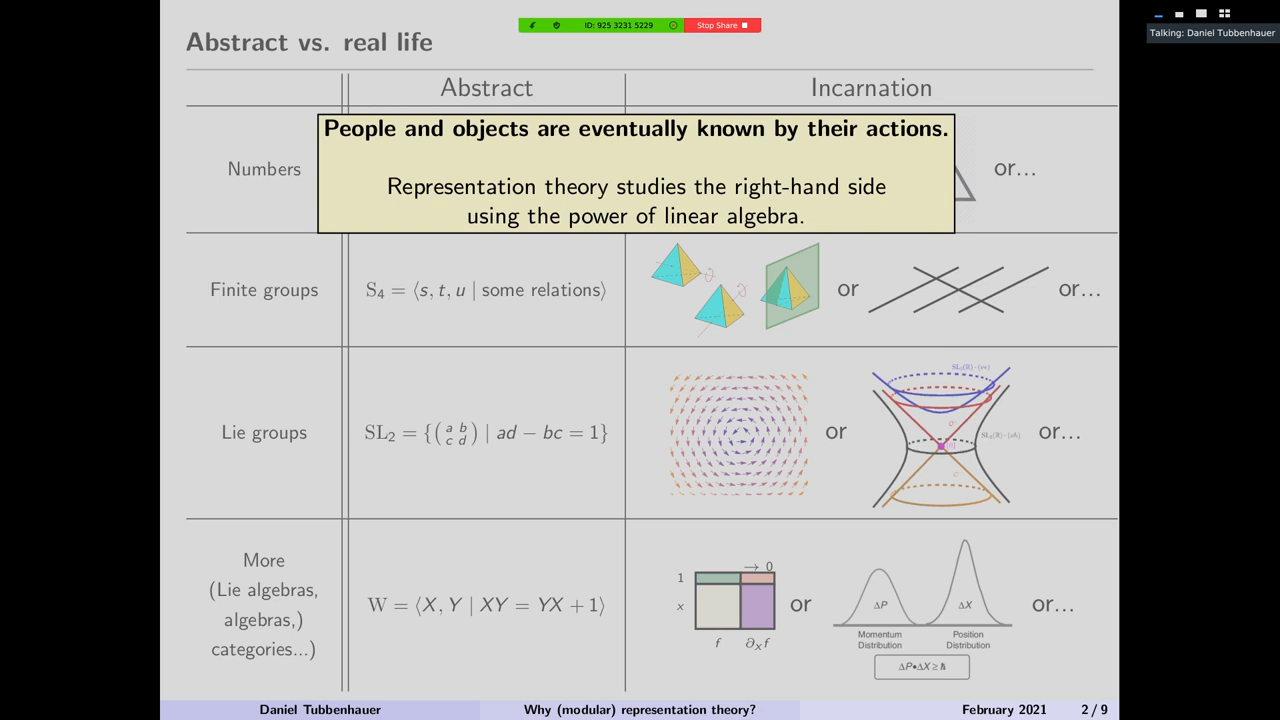 ID: 925 3231 5229
Stop Share
Talking: Daniel Tubbenhauer
Abstract vs. real life
Abstract
Incarnation
People and objects are eventually known by their actions.
Representation theory studies the right-hand side
using the power of linear algebra.
Numbers
or...
Finite groups
S₄ = ⟨s, t, u | some relations⟩
or
or...
Lie groups
SL₂ = {(a b c d) | ad − bc = 1}
or
or...
More
(Lie algebras,
algebras,)
categories...)
W = ⟨X, Y | XY = YX + 1⟩
→ 0
1
x
f
∂ₓf
or
ΔP
ΔX
Momentum
Distribution
Position
Distribution
ΔP•ΔX ≥ ℏ
or...
Daniel Tubbenhauer
Why (modular) representation theory?
February 2021
2 / 9